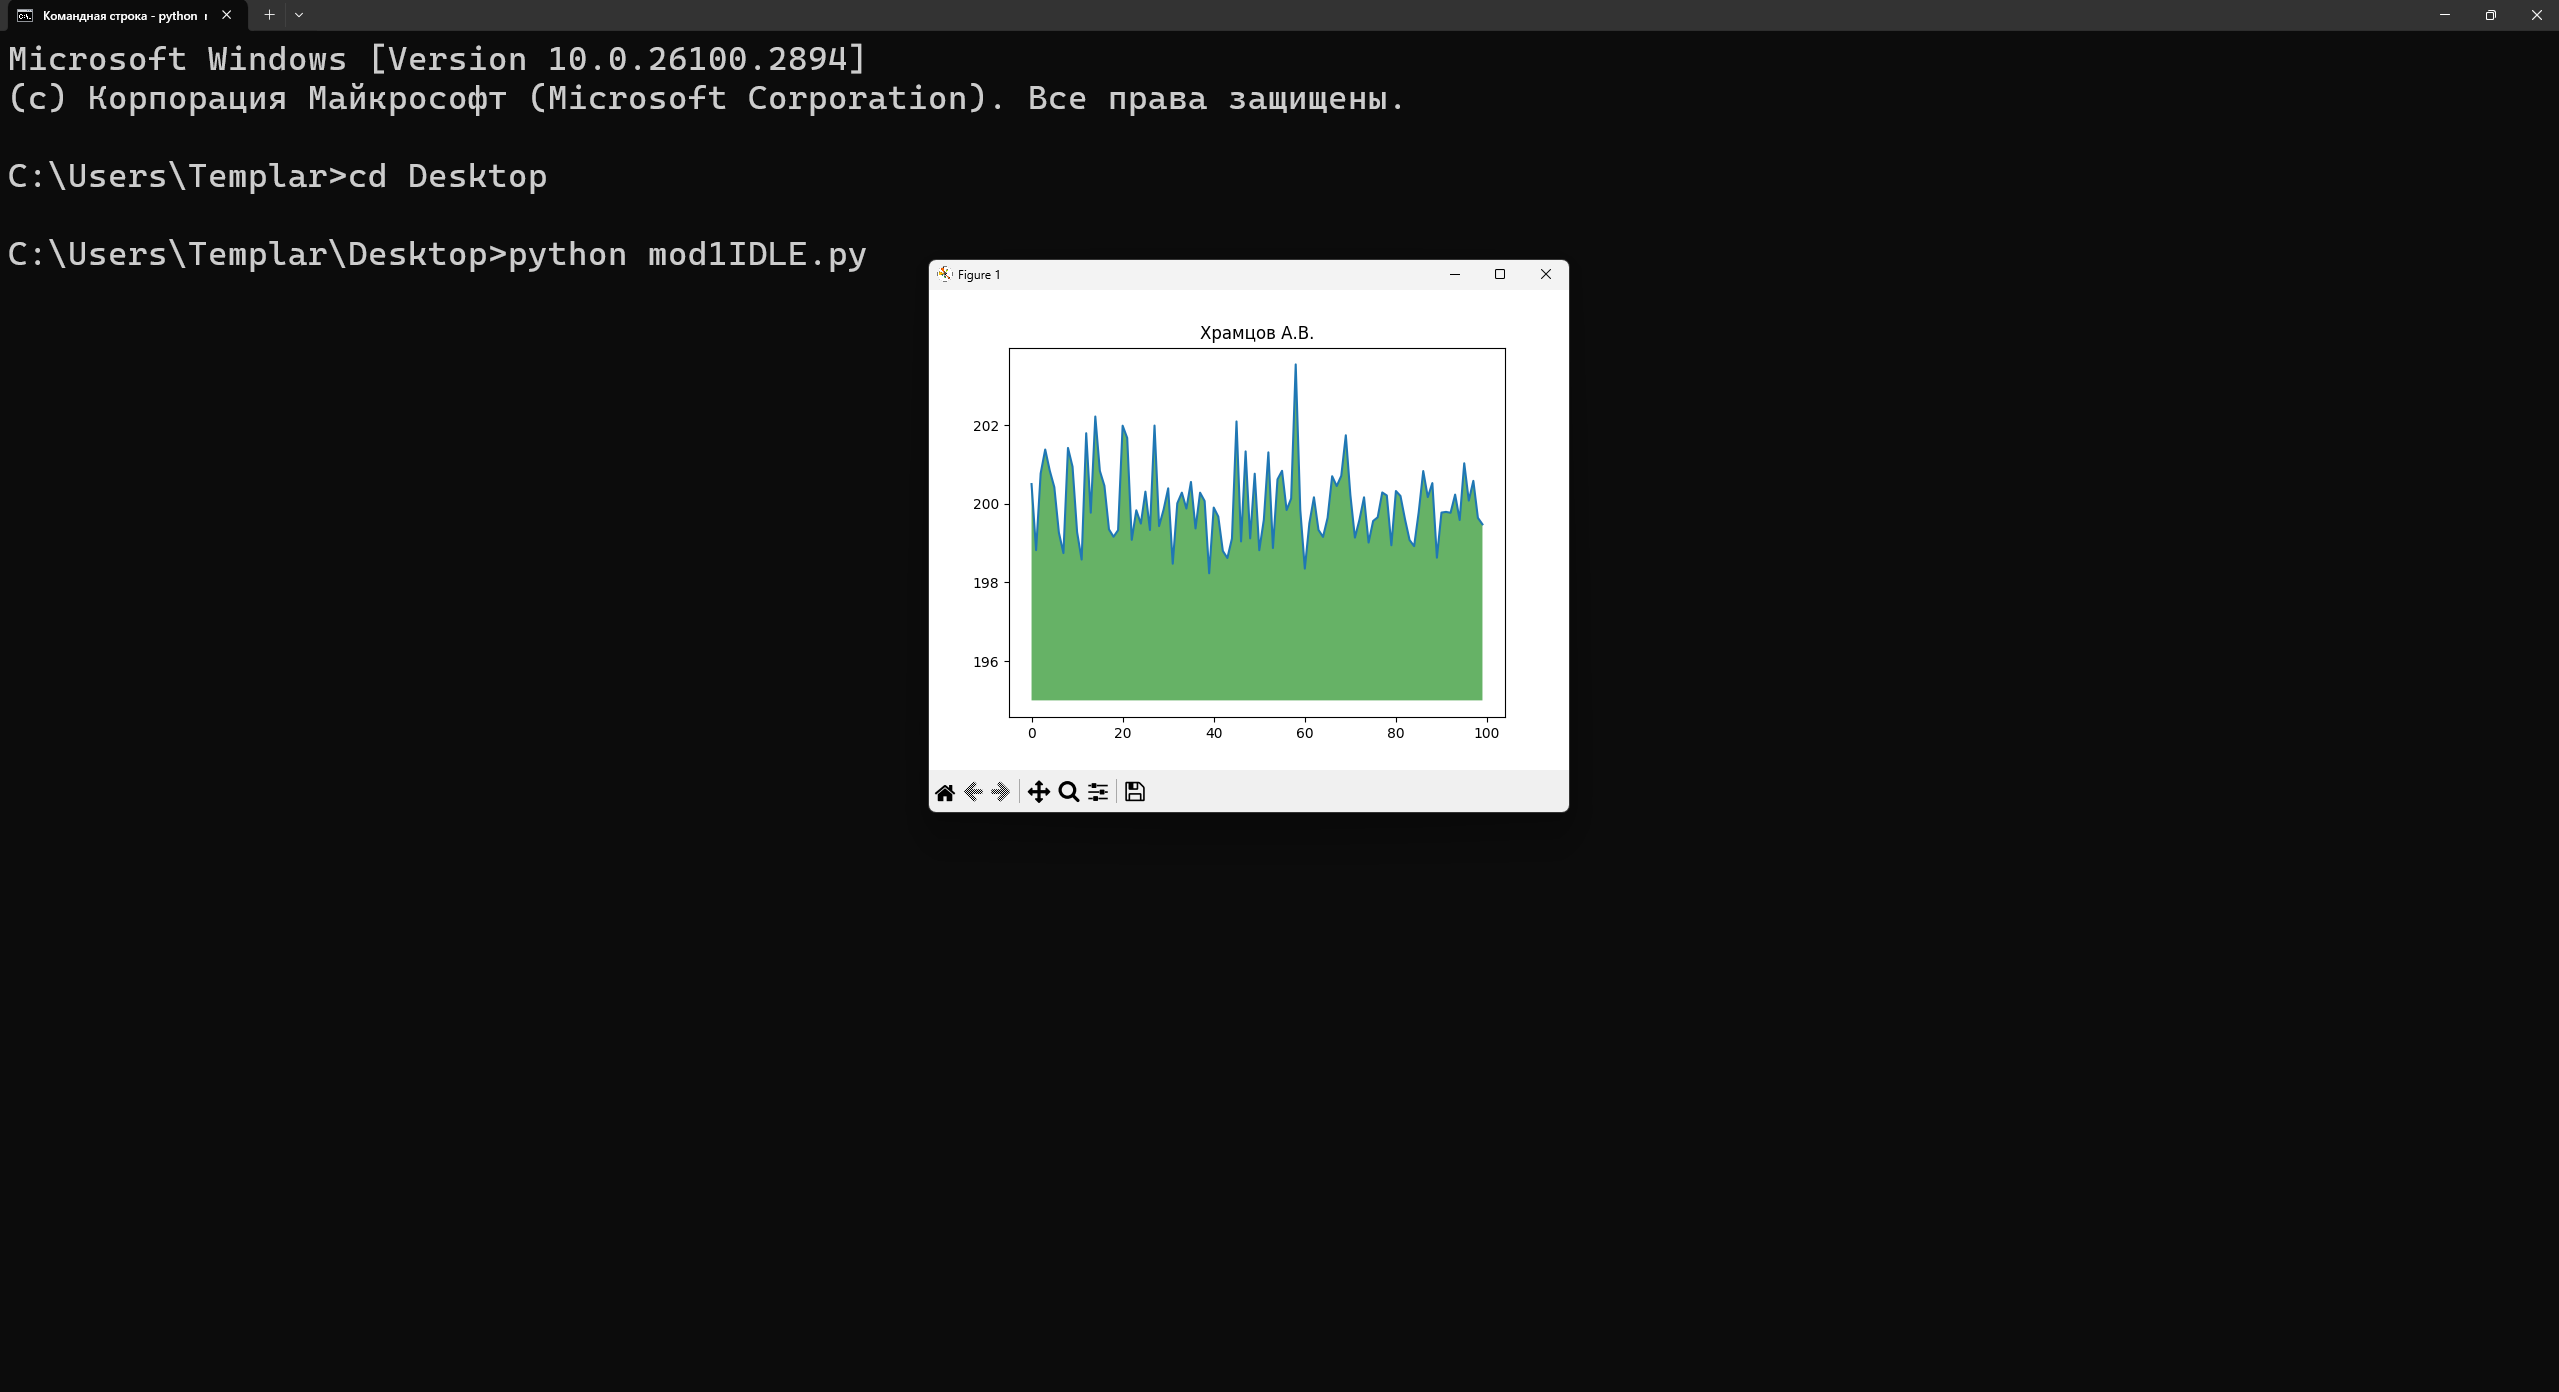 Командная строка - python
Microsoft Windows [Version 10.0.26100.2894]
(c) Корпорация Майкрософт (Microsoft Corporation). Все права защищены.
C:\Users\Templar>cd Desktop
C:\Users\Templar\Desktop>python mod1IDLE.py
Figure 1
Храмцов А.В.
202
200
198
196
0 20 40 60 80 100